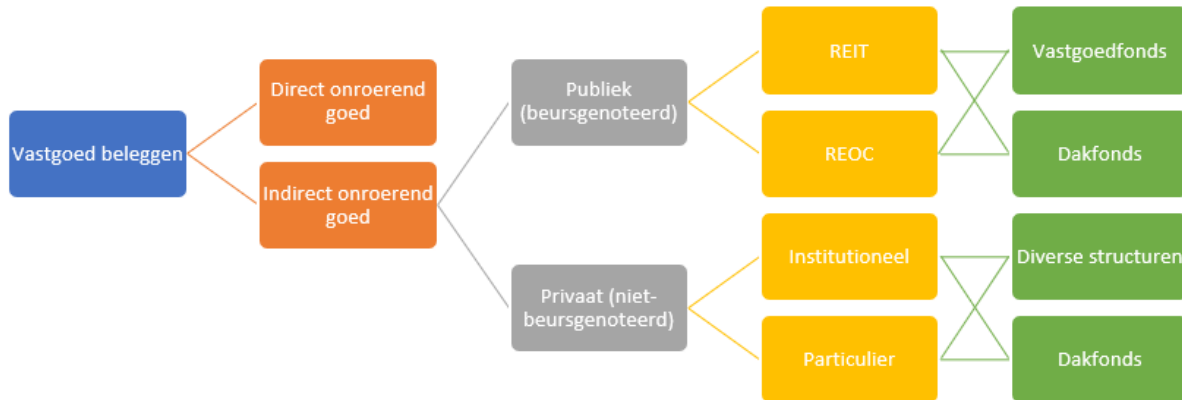 Vastgoed beleggen
Direct onroerend
goed
Indirect onroerend
goed
Publiek
(beursgenoteerd)
Privaat (niet-
beursgenoteerd)
REIT
REOC
Institutioneel
Particulier
Vastgoedfonds
Dakfonds
Diverse structuren
Dakfonds